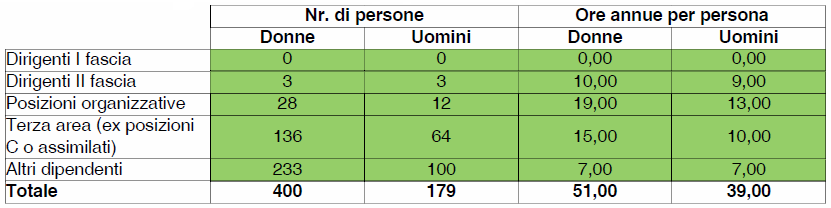 Nr. di persone Ore annue per persona
Donne Uomini Donne Uomini
Dirigenti I fascia 0 0 0,00 0,00
Dirigenti II fascia 3 3 10,00 9,00
Posizioni organizzative 28 12 19,00 13,00
Terza area (ex posizioni
C o assimilati) 136 64 15,00 10,00
Altri dipendenti 233 100 7,00 7,00
Totale 400 179 51,00 39,00